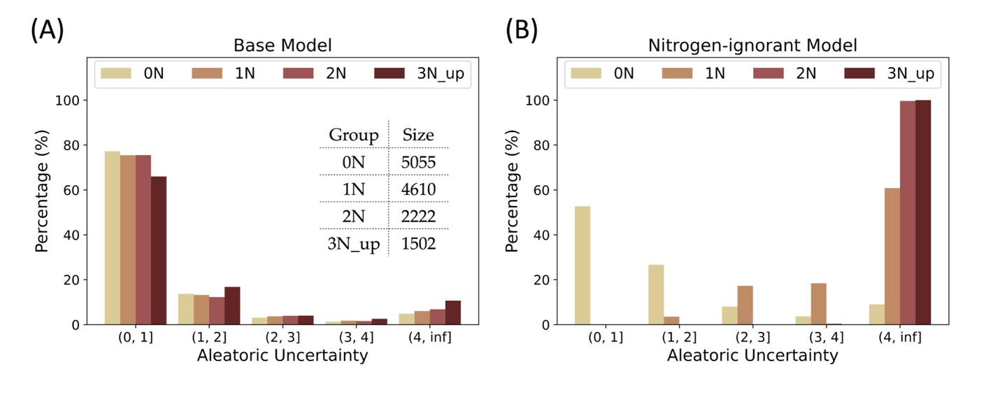 (A)
Base Model
0N 1N 2N 3N_up
Percentage (%)
100
80
60
40
20
0
Group Size
0N 5055
1N 4610
2N 2222
3N_up 1502
(0, 1] (1, 2] (2, 3] (3, 4] (4, inf]
Aleatoric Uncertainty
(B)
Nitrogen-ignorant Model
0N 1N 2N 3N_up
Percentage (%)
100
80
60
40
20
0
(0, 1] (1, 2] (2, 3] (3, 4] (4, inf]
Aleatoric Uncertainty